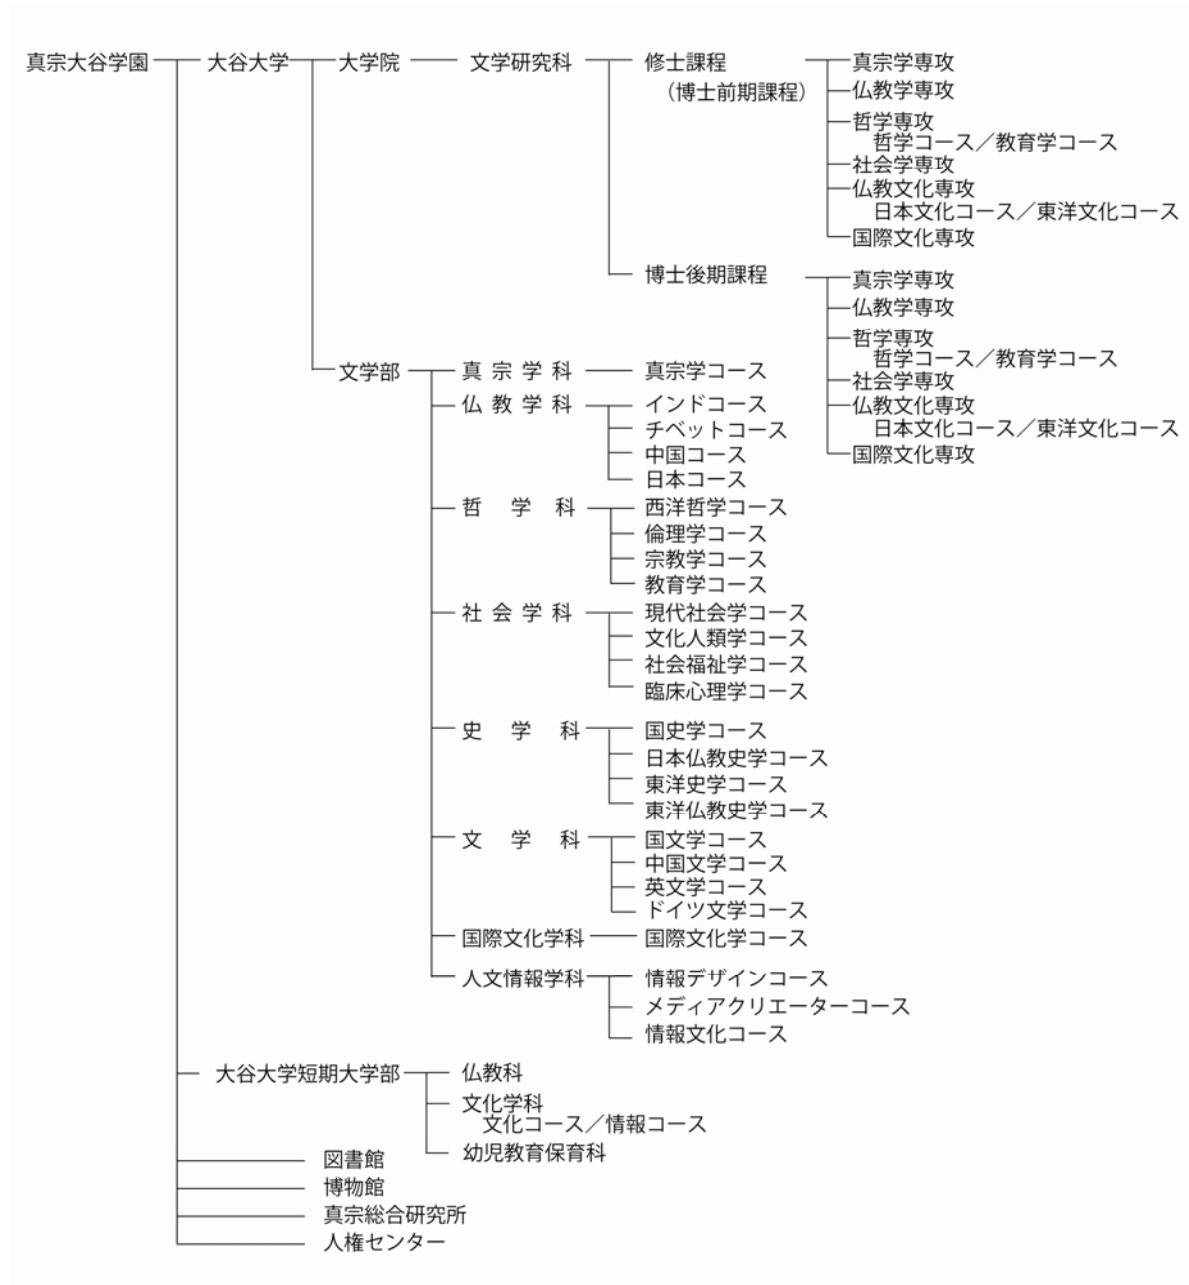 真宗大谷学園
大谷大学
大学院
文学研究科
修士課程
（博士前期課程）
真宗学専攻
仏教学専攻
哲学専攻
哲学コース／教育学コース
社会学専攻
仏教文化専攻
日本文化コース／東洋文化コース
国際文化専攻
博士後期課程
真宗学専攻
仏教学専攻
哲学専攻
哲学コース／教育学コース
社会学専攻
仏教文化専攻
日本文化コース／東洋文化コース
国際文化専攻
文学部
真宗学科
真宗学コース
仏教学科
インドコース
チベットコース
中国コース
日本コース
哲学科
西洋哲学コース
倫理学コース
宗教学コース
教育学コース
社会学科
現代社会学コース
文化人類学コース
社会福祉学コース
臨床心理学コース
史学科
国史学コース
日本仏教史学コース
東洋史学コース
東洋仏教史学コース
文学科
国文学コース
中国文学コース
英文学コース
ドイツ文学コース
国際文化学科
国際文化学コース
人文情報学科
情報デザインコース
メディアクリエーターコース
情報文化コース
大谷大学短期大学部
仏教科
文化学科
文化コース／情報コース
幼児教育保育科
図書館
博物館
真宗総合研究所
人権センター